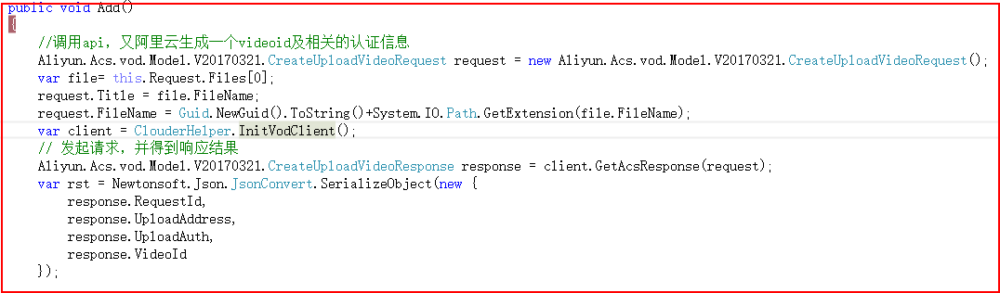 public void Add()
{
//调用api，又阿里云生成一个videoid及相关的认证信息
Aliyun.Acs.vod.Model.V20170321.CreateUploadVideoRequest request = new Aliyun.Acs.vod.Model.V20170321.CreateUploadVideoRequest();
var file= this.Request.Files[0];
request.Title = file.FileName;
request.FileName = Guid.NewGuid().ToString()+System.IO.Path.GetExtension(file.FileName);
var client = ClouderHelper.InitVodClient();
// 发起请求，并得到响应结果
Aliyun.Acs.vod.Model.V20170321.CreateUploadVideoResponse response = client.GetAcsResponse(request);
var rst = Newtonsoft.Json.JsonConvert.SerializeObject(new {
response.RequestId,
response.UploadAddress,
response.UploadAuth,
response.VideoId
});